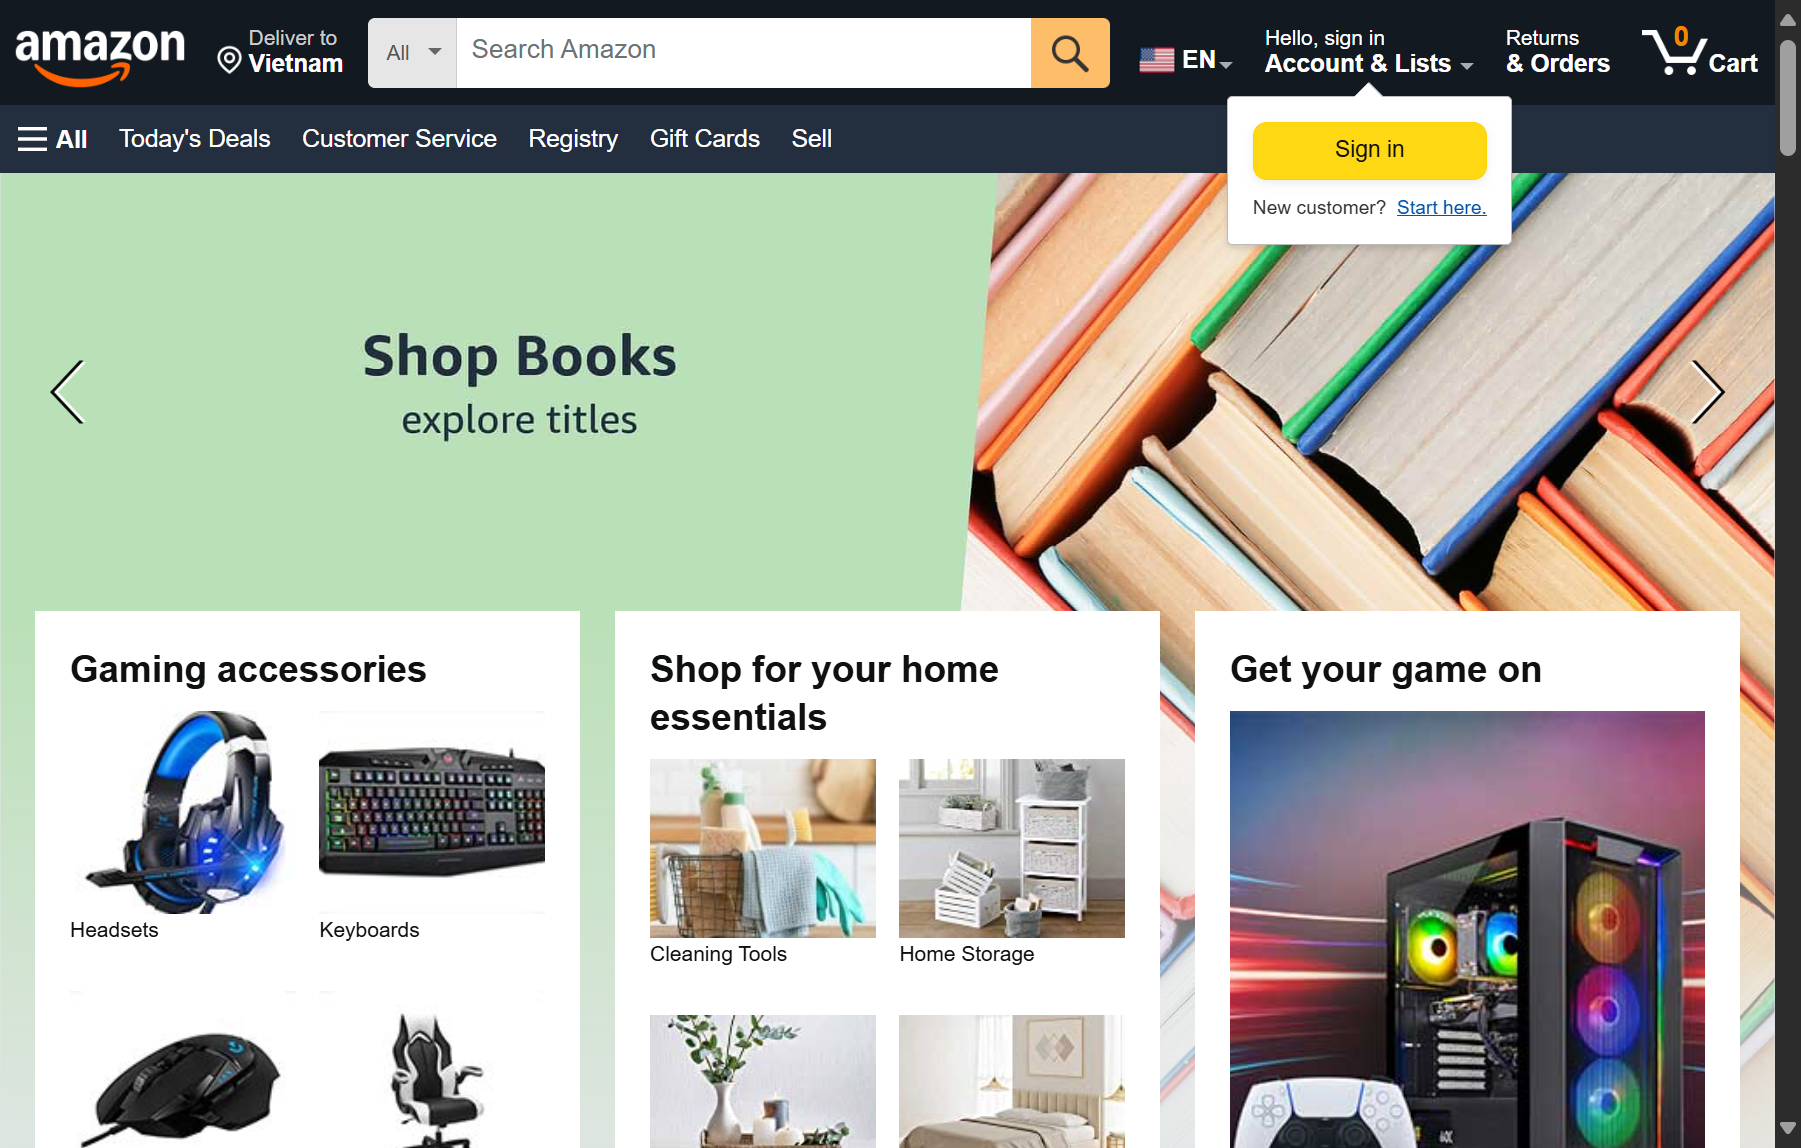 amazon
Deliver to
Vietnam
All
Search Amazon
EN
Hello, sign in
Account & Lists
Returns
& Orders
0
Cart
All
Today's Deals
Customer Service
Registry
Gift Cards
Sell
Sign in
New customer? Start here.
Shop Books
explore titles
Gaming accessories
Headsets
Keyboards
Shop for your home
essentials
Cleaning Tools
Home Storage
Get your game on